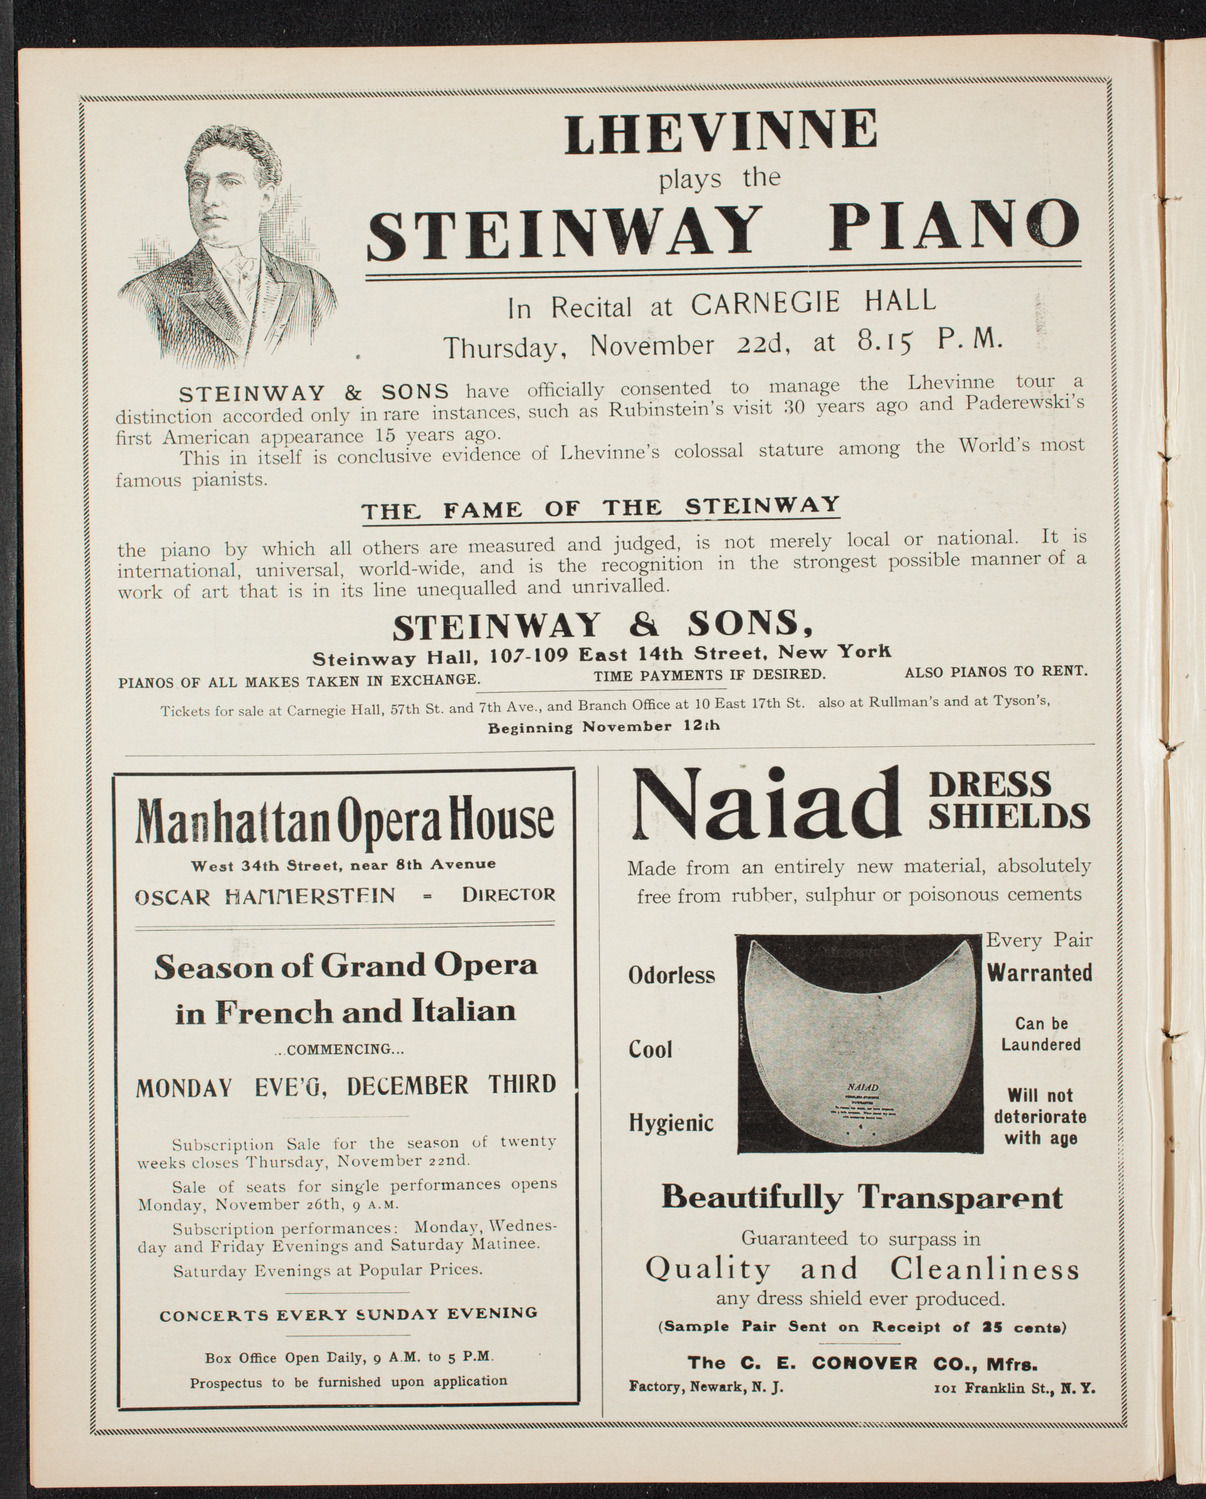 LHEVINNE
plays the
STEINWAY PIANO
In Recital at CARNEGIE HALL
Thursday, November 22d, at 8.15 P. M.
STEINWAY & SONS have officially consented to manage the Lhevinne tour a
distinction accorded only in rare instances, such as Rubinstein's visit 30 years ago and Paderewski's
first American appearance 15 years ago.
This in itself is conclusive evidence of Lhevinne's colossal stature among the World's most
famous pianists.
THE FAME OF THE STEINWAY
the piano by which all others are measured and judged, is not merely local or national. It is
international, universal, world-wide, and is the recognition in the strongest possible manner of a
work of art that is in its line unequalled and unrivalled.
STEINWAY & SONS,
Steinway Hall, 107-109 East 14th Street, New York
PIANOS OF ALL MAKES TAKEN IN EXCHANGE. TIME PAYMENTS IF DESIRED. ALSO PIANOS TO RENT.
Tickets for sale at Carnegie Hall, 57th St. and 7th Ave., and Branch Office at 10 East 17th St. also at Rullman's and at Tyson's,
Beginning November 12th
Manhattan Opera House
West 34th Street, near 8th Avenue
OSCAR HAMMERSTEIN = DIRECTOR
Season of Grand Opera
in French and Italian
...COMMENCING...
MONDAY EVE'G, DECEMBER THIRD
Subscription Sale for the season of twenty
weeks closes Thursday, November 22nd.
Sale of seats for single performances opens
Monday, November 26th, 9 A.M.
Subscription performances: Monday, Wednes-
day and Friday Evenings and Saturday Matinee.
Saturday Evenings at Popular Prices.
CONCERTS EVERY SUNDAY EVENING
Box Office Open Daily, 9 A.M. to 5 P.M.
Prospectus to be furnished upon application
Naiad DRESS
SHIELDS
Made from an entirely new material, absolutely
free from rubber, sulphur or poisonous cements
Odorless
Cool
Hygienic
NAIAD
Every Pair
Warranted
Can be
Laundered
Will not
deteriorate
with age
Beautifully Transparent
Guaranteed to surpass in
Quality and Cleanliness
any dress shield ever produced.
(Sample Pair Sent on Receipt of 25 cents)
The C. E. CONOVER CO., Mfrs.
Factory, Newark, N. J. 101 Franklin St., N. Y.